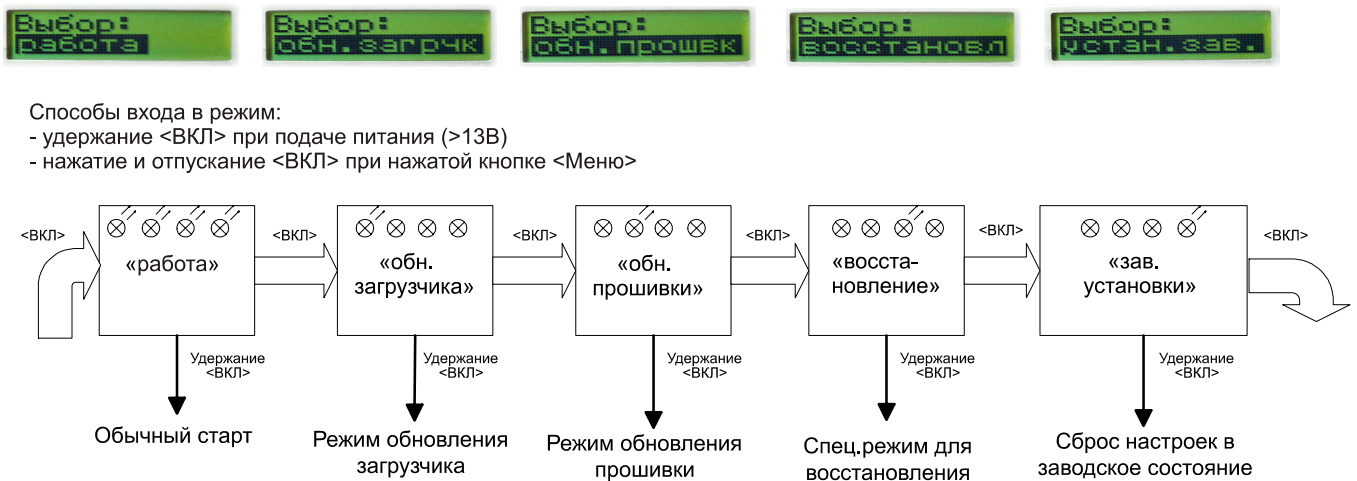 Выбор:
работа
Выбор:
обн.загрчк
Выбор:
обн.прошвк
Выбор:
восстановл
Выбор:
устан.зав.
Способы входа в режим:
- удержание <ВКЛ> при подаче питания (>13В)
- нажатие и отпускание <ВКЛ> при нажатой кнопке <Меню>
<ВКЛ>
«работа»
<ВКЛ>
«обн.
загрузчика»
<ВКЛ>
«обн.
прошивки»
<ВКЛ>
«восста-
новление»
<ВКЛ>
«зав.
установки»
<ВКЛ>
Удержание
<ВКЛ>
Удержание
<ВКЛ>
Удержание
<ВКЛ>
Удержание
<ВКЛ>
Удержание
<ВКЛ>
Обычный старт
Режим обновления
загрузчика
Режим обновления
прошивки
Спец.режим для
восстановления
Сброс настроек в
заводское состояние